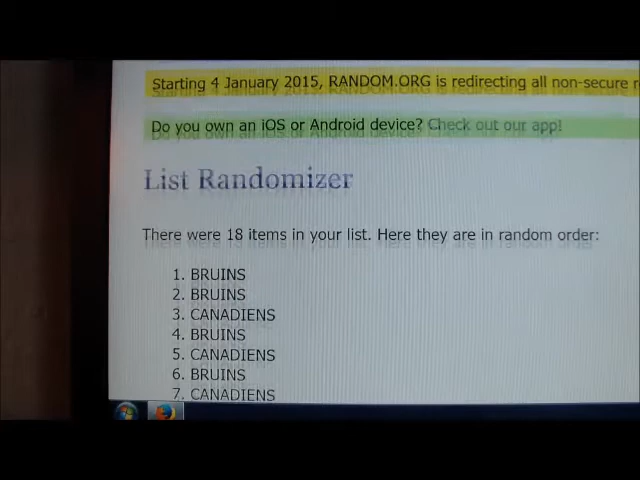 Starting 4 January 2015, RANDOM.ORG is redirecting all non-secure
Do you own an iOS or Android device? Check out our app!
List Randomizer
There were 18 items in your list. Here they are in random order:
1. BRUINS
2. BRUINS
3. CANADIENS
4. BRUINS
5. CANADIENS
6. BRUINS
7. CANADIENS